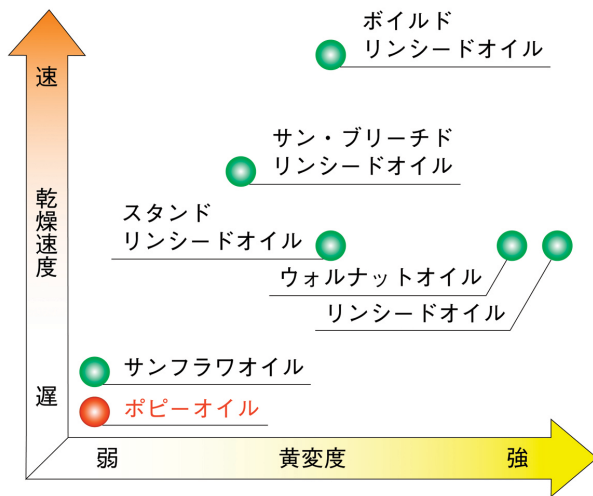 速
乾燥速度
遅
ボイルド
リンシードオイル
サン・ブリーチド
リンシードオイル
スタンド
リンシードオイル
ウォルナットオイル
リンシードオイル
サンフラワオイル
ポピーオイル
弱
黄変度
強